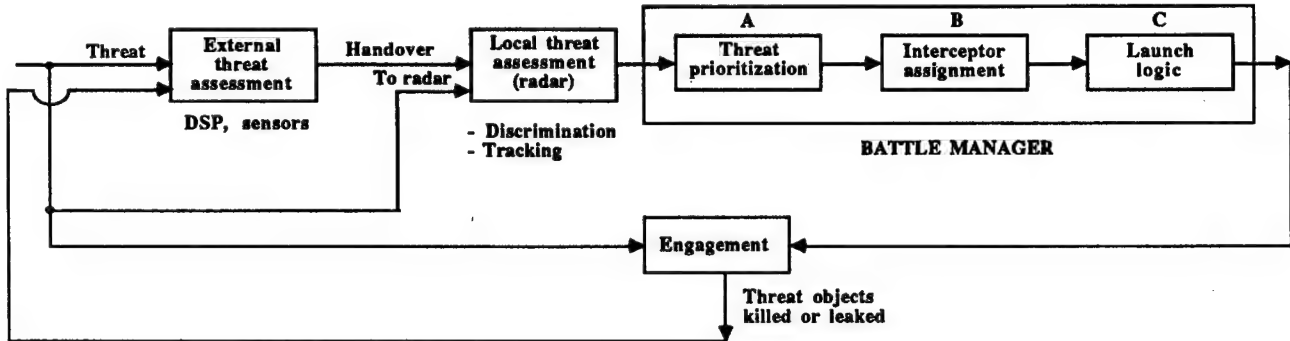 Threat
External
threat
assessment
DSP, sensors
Handover
To radar
Local threat
assessment
(radar)
- Discrimination
- Tracking
A
Threat
prioritization
B
Interceptor
assignment
C
Launch
logic
BATTLE MANAGER
Engagement
Threat objects
killed or leaked